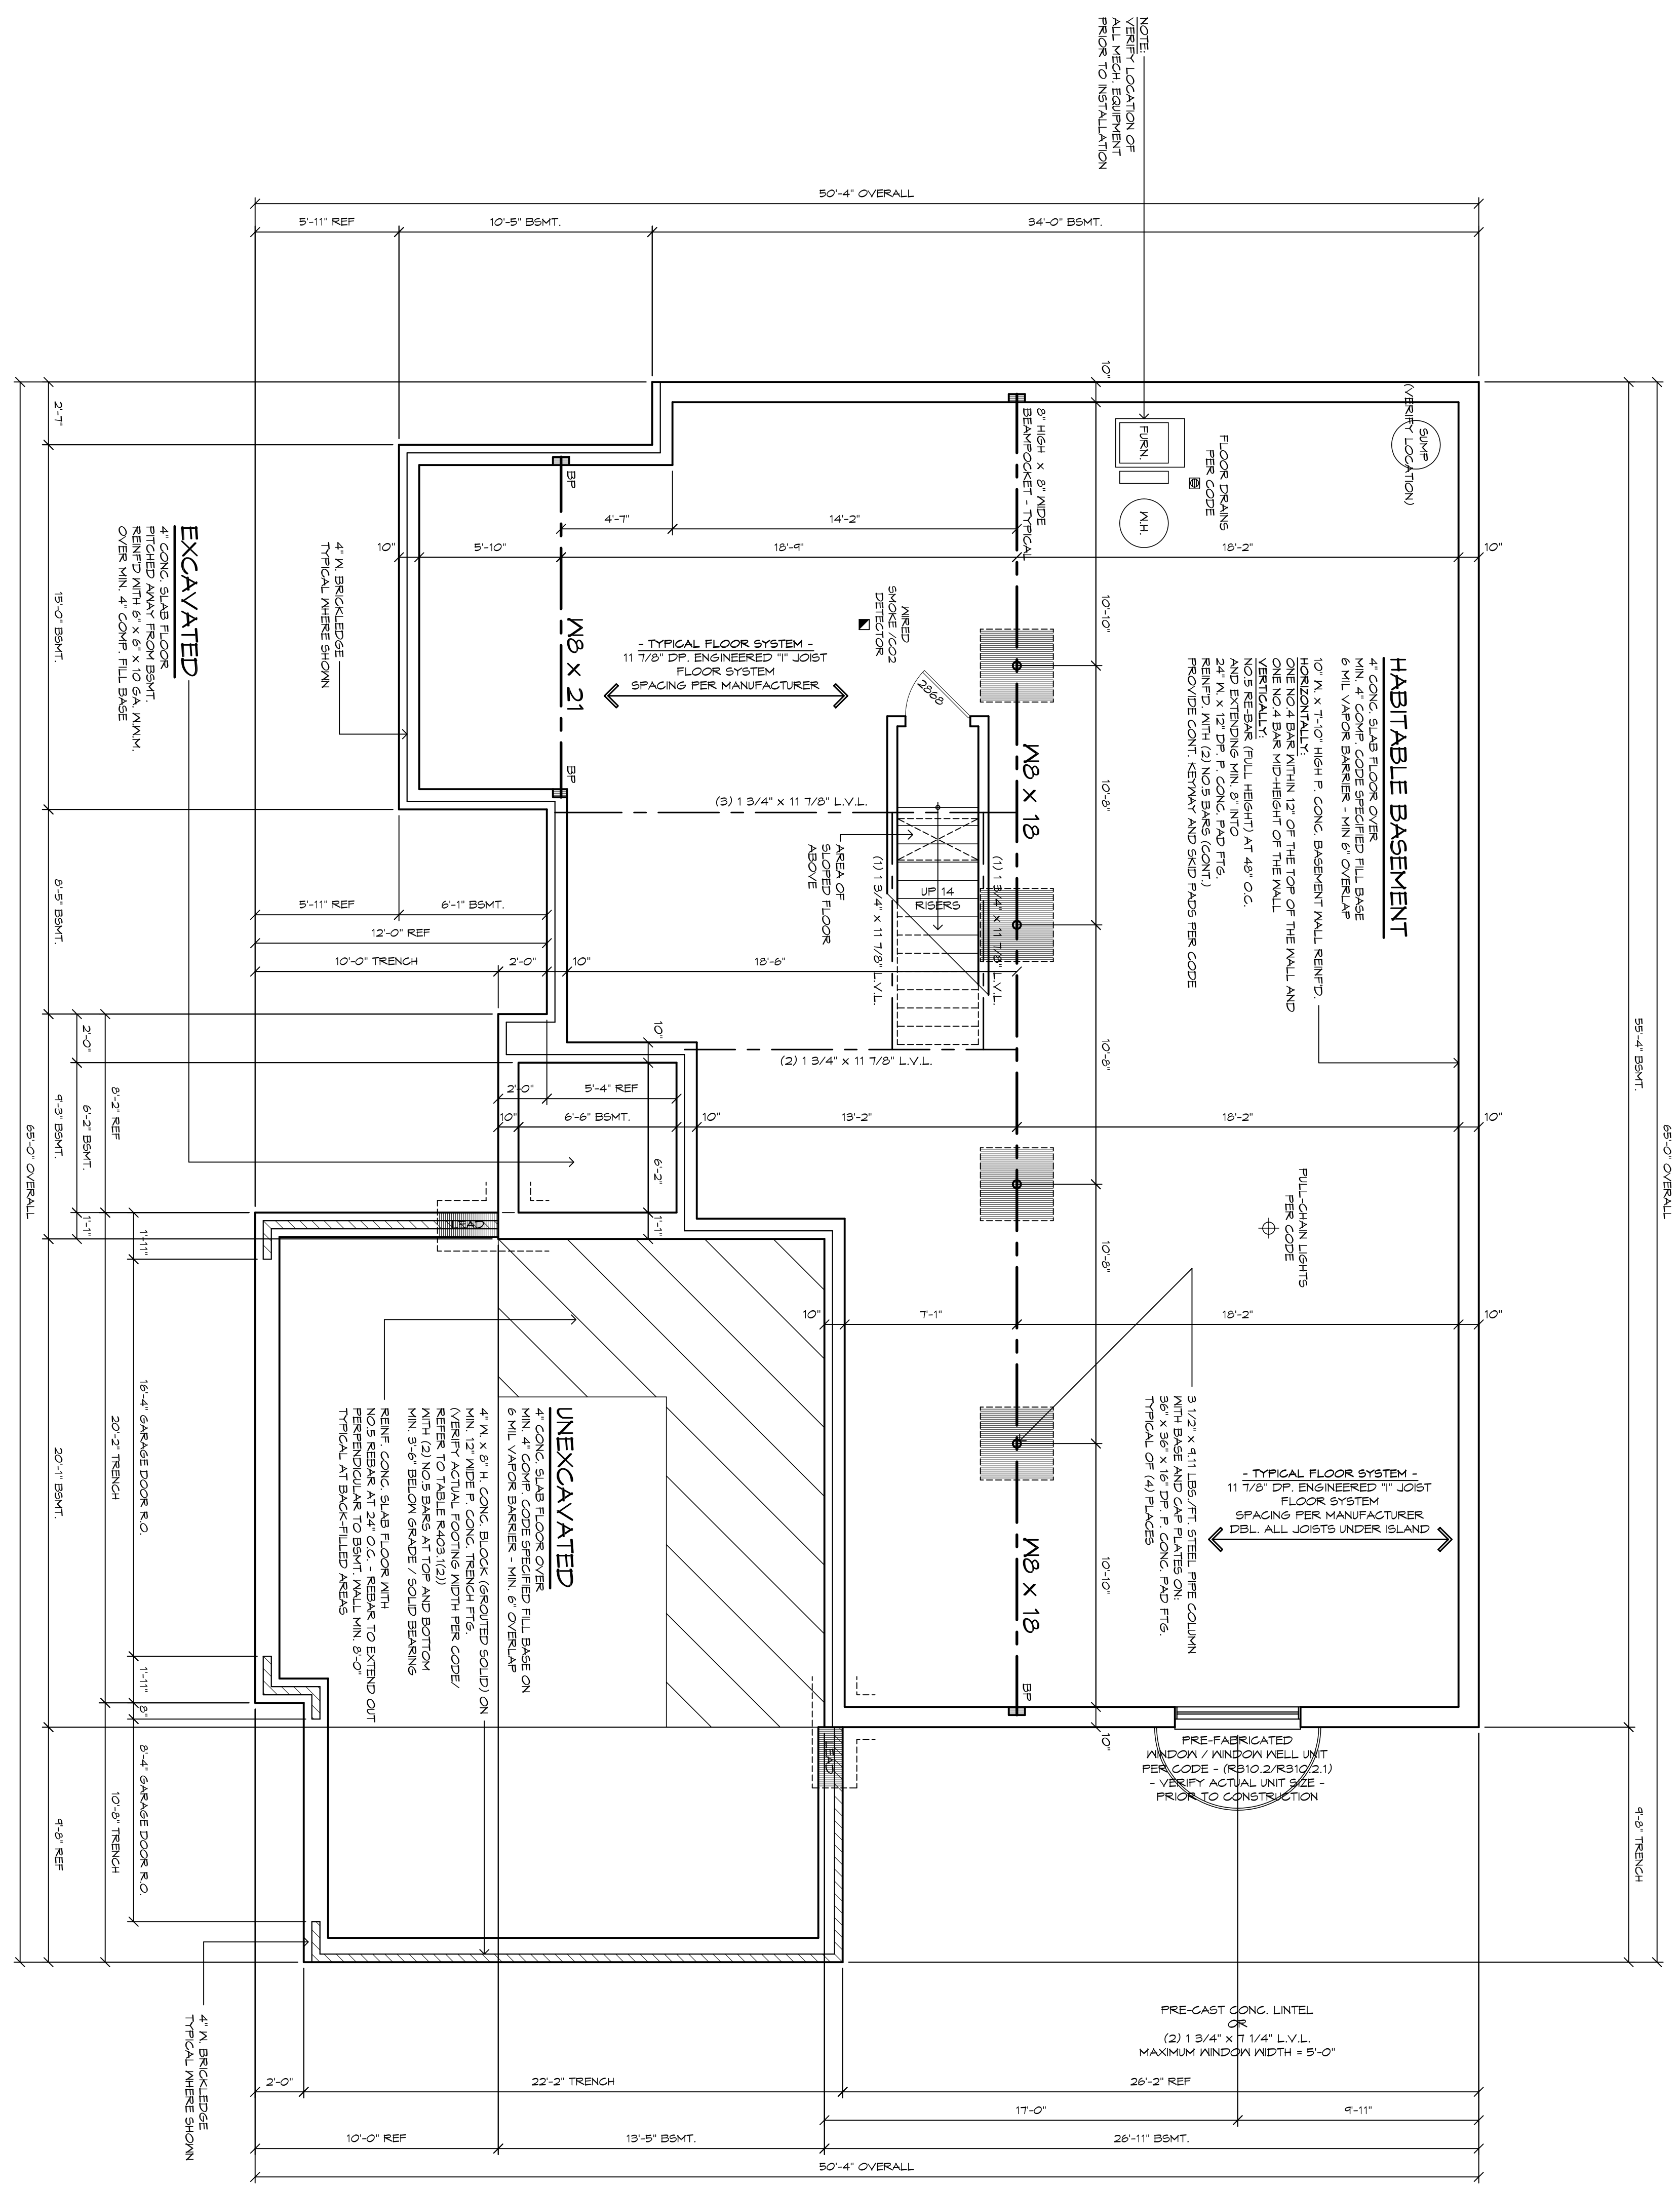 NOTE:
VERIFY LOCATION OF
ALL MECH. EQUIPMENT
PRIOR TO INSTALLATION
50'-4" OVERALL
5'-11" REF
10'-5" BSMT.
34'-0" BSMT.
10"
(VERIFY LOCATION)
SUMP
8" HIGH x 8" WIDE
BEAMPOCKET - TYPICAL
FURN.
W.H.
FLOOR DRAINS
PER CODE
2'-7"
BP
4'-7"
14'-2"
10"
5'-10"
18'-9"
18'-2"
10"
EXCAVATED
4" CONC. SLAB FLOOR
PITCHED AWAY FROM BSMT.
REINF'D WITH 6" x 6" x 10 GA. W.W.M.
OVER MIN. 4" COMP. FILL BASE
4" W. BRICKLEDGE
TYPICAL WHERE SHOWN
15'-0" BSMT.
W8 x 21
BP
- TYPICAL FLOOR SYSTEM -
11 7/8" DP. ENGINEERED "I" JOIST
FLOOR SYSTEM
SPACING PER MANUFACTURER
WIRED
SMOKE /CO2
DETECTOR
2868
10'-10"
W8 x 18
10'-8"
HABITABLE BASEMENT
4" CONC. SLAB FLOOR OVER
MIN. 4" COMP. CODE SPECIFIED FILL BASE
6 MIL VAPOR BARRIER - MIN 6" OVERLAP
10" W. x 7'-10" HIGH P. CONC. BASEMENT WALL REINF'D.
HORIZONTALLY:
ONE NO.4 BAR WITHIN 12" OF THE TOP OF THE WALL AND
ONE NO.4 BAR MID-HEIGHT OF THE WALL
VERTICALLY:
NO.5 RE-BAR (FULL HEIGHT) AT 48" O.C.
AND EXTENDING MIN. 8" INTO
24" W. x 12" DP. P. CONC. PAD FTG.
REINF'D. WITH (2) NO.5 BARS (CONT.)
PROVIDE CONT. KEYWAY AND SKID PADS PER CODE
(3) 1 3/4" x 11 7/8" L.V.L.
AREA OF
SLOPED FLOOR
ABOVE
(1) 1 3/4" x 11 7/8" L.V.L.
UP 14
RISERS
(1) 1 3/4" x 11 7/8" L.V.L.
8'-5" BSMT.
5'-11" REF
6'-1" BSMT.
12'-0" REF
10'-0" TRENCH
2'-0"
10"
18'-6"
10"
10'-8"
(2) 1 3/4" x 11 7/8" L.V.L.
55'-4" BSMT.
65'-0" OVERALL
2'-0"
8'-2" REF
6'-2" BSMT.
9'-3" BSMT.
65'-0" OVERALL
2'-0"
5'-4" REF
10"
6'-6" BSMT.
10"
13'-2"
18'-2"
10"
6'-2"
1'-1"
1'-1"
LEAD
1'-11"
PULL-CHAIN LIGHTS
PER CODE
10'-8"
10"
7'-1"
18'-2"
10"
16'-4" GARAGE DOOR R.O.
20'-2" TRENCH
20'-1" BSMT.
UNEXCAVATED
4" CONC. SLAB FLOOR OVER
MIN. 4" COMP. CODE SPECIFIED FILL BASE ON
6 MIL VAPOR BARRIER - MIN. 6" OVERLAP
4" W. x 8" H. CONC. BLOCK (GROUTED SOLID) ON
MIN. 12" WIDE P. CONC. TRENCH FTG.
(VERIFY ACTUAL FOOTING WIDTH PER CODE/
REFER TO TABLE R403.1(2))
WITH (2) NO.5 BARS AT TOP AND BOTTOM
MIN. 3'-6" BELOW GRADE / SOLID BEARING
REINF. CONC. SLAB FLOOR WITH
NO.5 REBAR AT 24" O.C. - REBAR TO EXTEND OUT
PERPENDICULAR TO BSMT. WALL MIN. 8'-0"
TYPICAL AT BACK-FILLED AREAS
3 1/2" x 9.11 LBS./FT. STEEL PIPE COLUMN
WITH BASE AND CAP PLATES ON:
36" x 36" x 16" DP. P. CONC. PAD FTG.
TYPICAL OF (4) PLACES
- TYPICAL FLOOR SYSTEM -
11 7/8" DP. ENGINEERED "I" JOIST
FLOOR SYSTEM
SPACING PER MANUFACTURER
DBL. ALL JOISTS UNDER ISLAND
W8 x 18
10'-10"
BP
10"
1'-11"
8"
LEAD
PRE-FABRICATED
WINDOW / WINDOW WELL UNIT
PER CODE - (R310.2/R310.2.1)
- VERIFY ACTUAL UNIT SIZE -
PRIOR TO CONSTRUCTION
8'-4" GARAGE DOOR R.O.
10'-8" TRENCH
9'-8" REF
9'-8" TRENCH
4" W. BRICKLEDGE
TYPICAL WHERE SHOWN
PRE-CAST CONC. LINTEL
OR
(2) 1 3/4" x 7 1/4" L.V.L.
MAXIMUM WINDOW WIDTH = 5'-0"
2'-0"
22'-2" TRENCH
26'-2" REF
17'-0"
9'-11"
10'-0" REF
13'-5" BSMT.
26'-11" BSMT.
50'-4" OVERALL